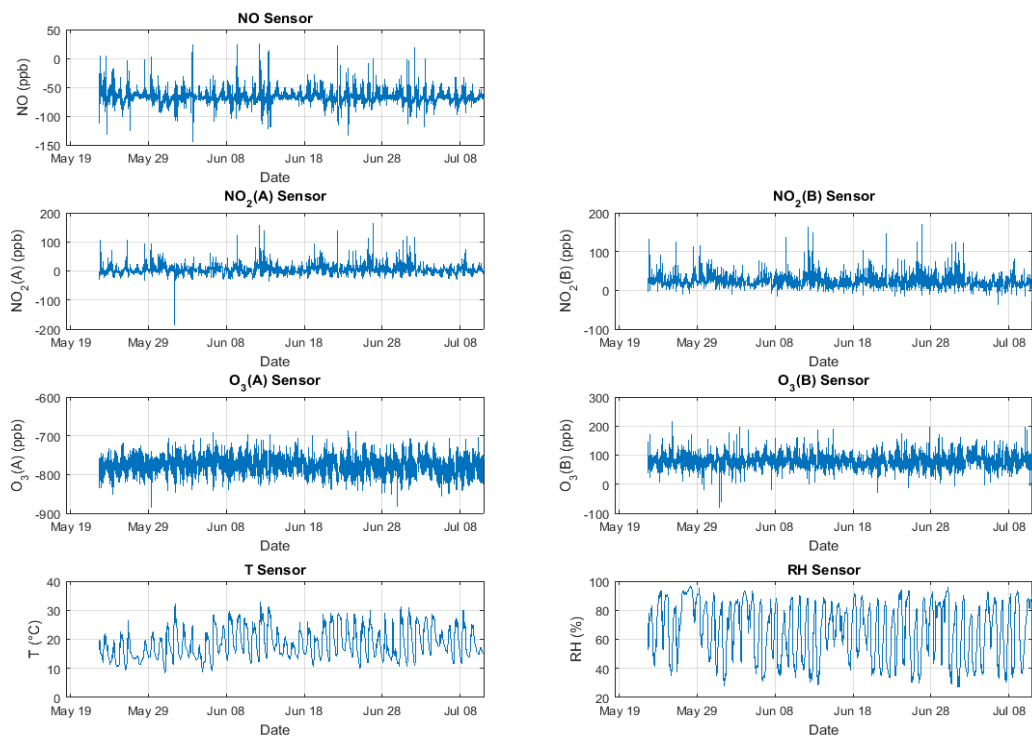 NO Sensor
NO (ppb)
50
0
-50
-100
-150
May 19 May 29 Jun 08 Jun 18 Jun 28 Jul 08
Date
NO₂(A) Sensor
NO₂(A) (ppb)
200
100
0
-100
-200
May 19 May 29 Jun 08 Jun 18 Jun 28 Jul 08
Date
NO₂(B) Sensor
NO₂(B) (ppb)
200
100
0
-100
May 19 May 29 Jun 08 Jun 18 Jun 28 Jul 08
Date
O₃(A) Sensor
O₃(A) (ppb)
-600
-700
-800
-900
May 19 May 29 Jun 08 Jun 18 Jun 28 Jul 08
Date
O₃(B) Sensor
O₃(B) (ppb)
300
200
100
0
-100
May 19 May 29 Jun 08 Jun 18 Jun 28 Jul 08
Date
T Sensor
T (°C)
40
30
20
10
0
May 19 May 29 Jun 08 Jun 18 Jun 28 Jul 08
Date
RH Sensor
RH (%)
100
80
60
40
20
May 19 May 29 Jun 08 Jun 18 Jun 28 Jul 08
Date